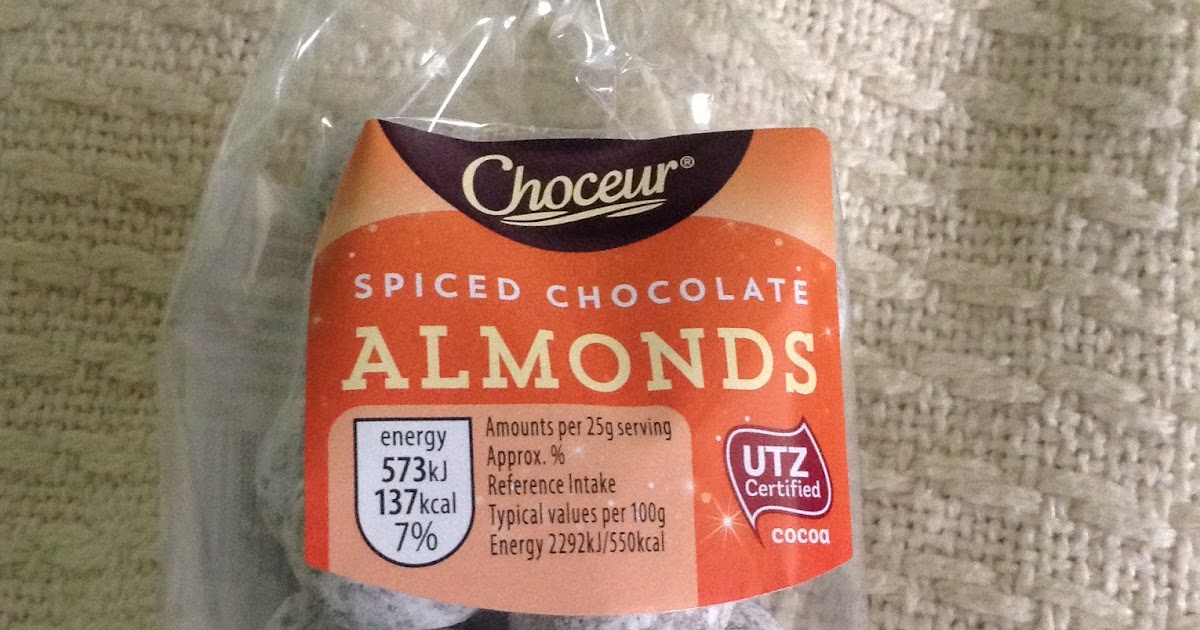 Choceur®
SPICED CHOCOLATE
ALMONDS
energy
573kJ
137kcal
7%
Amounts per 25g serving
Approx. %
Reference Intake
Typical values per 100g
Energy 2292kJ/550kcal
UTZ
Certified
cocoa